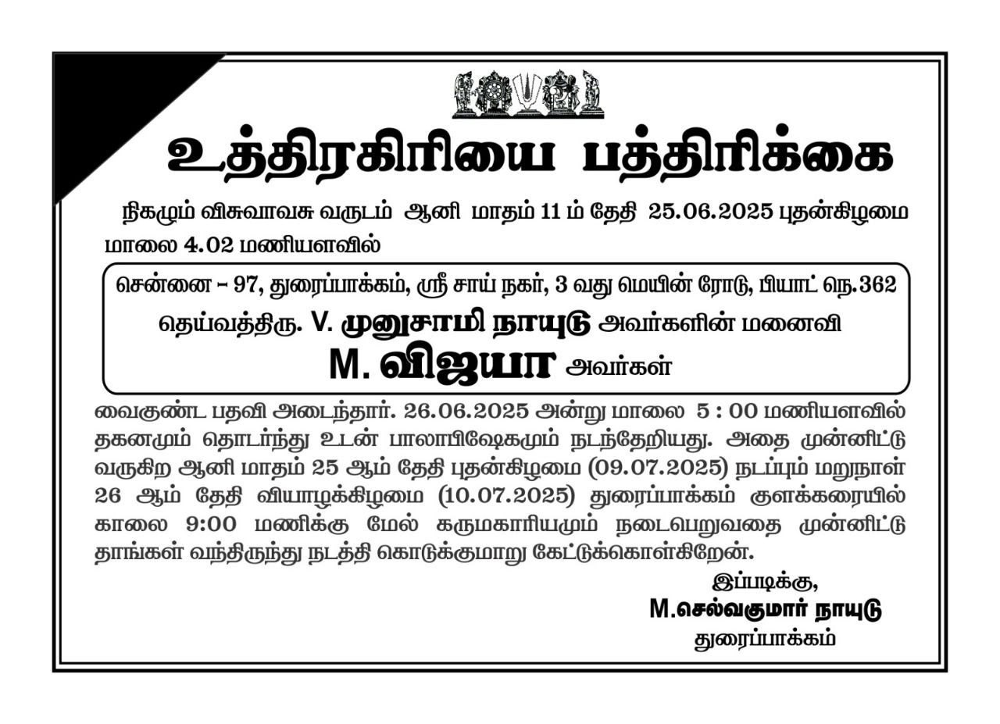 உத்திரகிரியை பத்திரிக்கை
நிகழும் விசுவாவசு வருடம் ஆனி மாதம் 11 ம் தேதி 25.06.2025 புதன்கிழமை
மாலை 4.02 மணியளவில்
சென்னை – 97, துரைப்பாக்கம், ஸ்ரீ சாய் நகர், 3 வது மெயின் ரோடு, பியாட் நெ.362
தெய்வத்திரு. V. முனுசாமி நாயுடு அவர்களின் மனைவி
M. விஜயா அவர்கள்
வைகுண்ட பதவி அடைந்தார். 26.06.2025 அன்று மாலை 5 : 00 மணியளவில்
தகனமும் தொடர்ந்து உடன் பாலாபிஷேகமும் நடந்தேறியது. அதை முன்னிட்டு
வருகிற ஆனி மாதம் 25 ஆம் தேதி புதன்கிழமை (09.07.2025) நடப்பும் மறுநாள்
26 ஆம் தேதி வியாழக்கிழமை (10.07.2025) துரைப்பாக்கம் குளக்கரையில்
காலை 9:00 மணிக்கு மேல் கருமகாரியமும் நடைபெறுவதை முன்னிட்டு
தாங்கள் வந்திருந்து நடத்தி கொடுக்குமாறு கேட்டுக்கொள்கிறேன்.
இப்படிக்கு,
M.செல்வகுமார் நாயுடு
துரைப்பாக்கம்